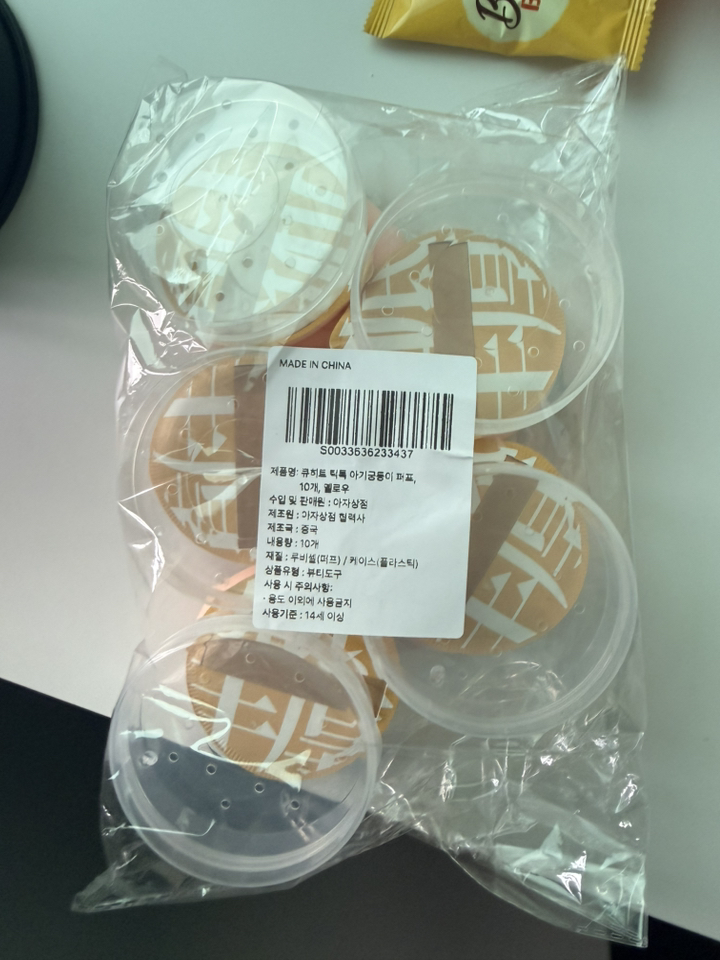 MADE IN CHINA
S0033636233437
제품명: 큐히트 틱톡 아기궁둥이 퍼프,
10개, 옐로우
수입 및 판매원 : 아자상점
제조원 : 아자상점 협력사
제조국 : 중국
내용량 : 10개
재질 : 루비셀(퍼프) / 케이스(플라스틱)
상품유형 : 뷰티도구
사용 시 주의사항:
· 용도 이외에 사용금지
사용기준 : 14세 이상